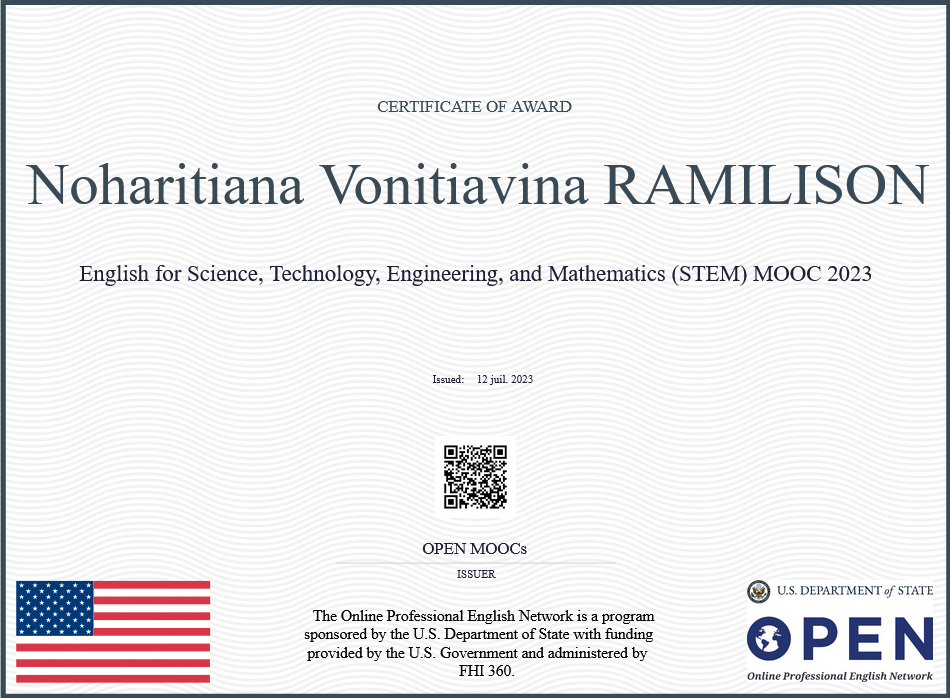 CERTIFICATE OF AWARD
Noharitiana Vonitiavina RAMILISON
English for Science, Technology, Engineering, and Mathematics (STEM) MOOC 2023
Issued: 12 juil. 2023
OPEN MOOCs
ISSUER
The Online Professional English Network is a program
sponsored by the U.S. Department of State with funding
provided by the U.S. Government and administered by
FHI 360.
U.S. DEPARTMENT of STATE
OPEN
Online Professional English Network